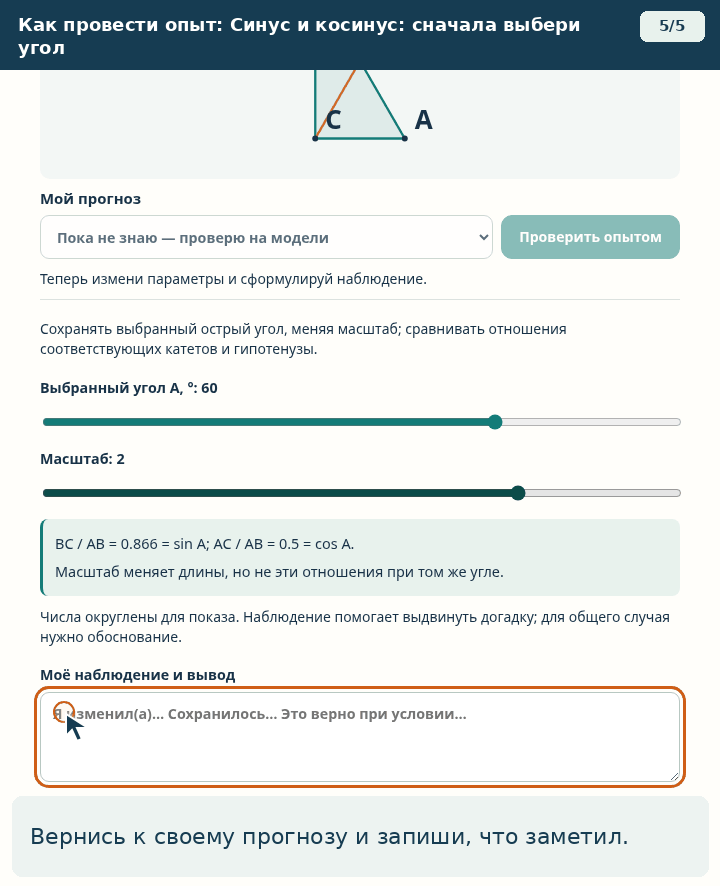 Как провести опыт: Синус и косинус: сначала выбери
угол
5/5
C
A
Мой прогноз
Пока не знаю — проверю на модели
Проверить опытом
Теперь измени параметры и сформулируй наблюдение.
Сохранять выбранный острый угол, меняя масштаб; сравнивать отношения
соответствующих катетов и гипотенузы.
Выбранный угол A, °: 60
Масштаб: 2
BC / AB = 0.866 = sin A; AC / AB = 0.5 = cos A.
Масштаб меняет длины, но не эти отношения при том же угле.
Числа округлены для показа. Наблюдение помогает выдвинуть догадку; для общего случая
нужно обоснование.
Моё наблюдение и вывод
Я изменил(а)... Сохранилось... Это верно при условии...
Вернись к своему прогнозу и запиши, что заметил.